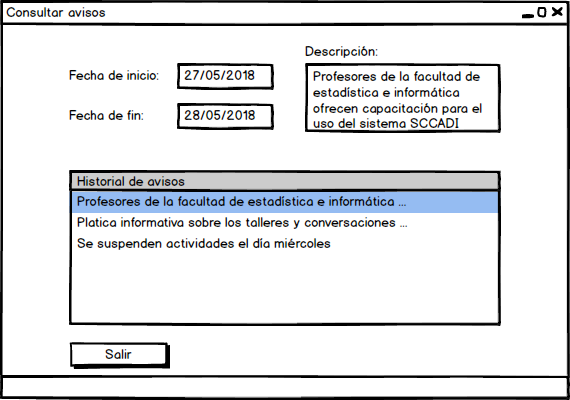 Consultar avisos
Descripción:
Fecha de inicio: 27/05/2018
Profesores de la facultad de
estadística e informática
ofrecen capacitación para el
uso del sistema SCCADI
Fecha de fin: 28/05/2018
Historial de avisos
Profesores de la facultad de estadística e informática ...
Platica informativa sobre los talleres y conversaciones ...
Se suspenden actividades el día miércoles
Salir